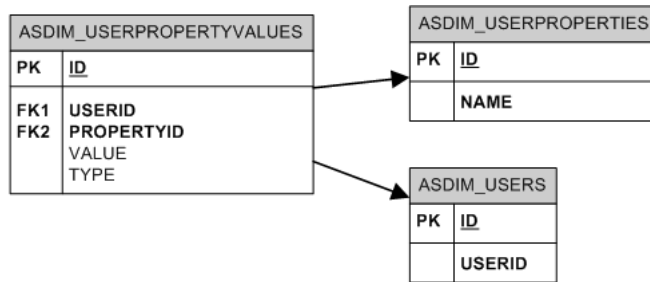 ASDIM_USERPROPERTYVALUES
PK ID
FK1 USERID
FK2 PROPERTYID
VALUE
TYPE
ASDIM_USERPROPERTIES
PK ID
NAME
ASDIM_USERS
PK ID
USERID